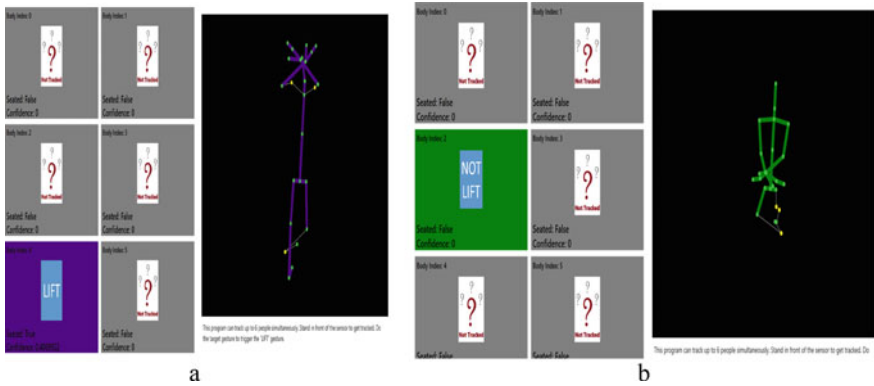 Body Index: 0
Not Tracked
Seated: False
Confidence: 0
Body Index: 1
Not Tracked
Seated: False
Confidence: 0
Body Index: 2
Not Tracked
Seated: False
Confidence: 0
Body Index: 3
Not Tracked
Seated: False
Confidence: 0
LIFT
Seated: True
Confidence:
Body Index: 5
Not Tracked
Seated: False
Confidence: 0
This program can track up to 6 people simultaneously. Stand in front of the sensor to get tracked. Do
the target gesture to trigger the 'LIFT' gesture.
a
Body Index: 0
Not Tracked
Seated: False
Confidence: 0
Body Index: 1
Not Tracked
Seated: False
Confidence: 0
Body Index: 2
NOT
LIFT
Seated: False
Confidence: 0
Body Index: 3
Not Tracked
Seated: False
Confidence: 0
Body Index: 4
Not Tracked
Seated: False
Body Index: 5
Not Tracked
Seated: False
This program can track up to 6 people simultaneously. Stand in front of the sensor to get tracked. Do
b